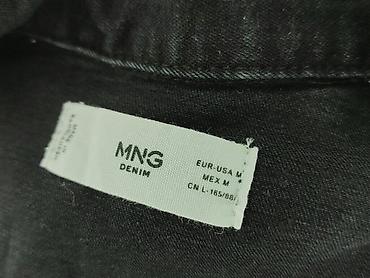 MNG
DENIM
EUR-USA M
MEX M
CN L-165/88